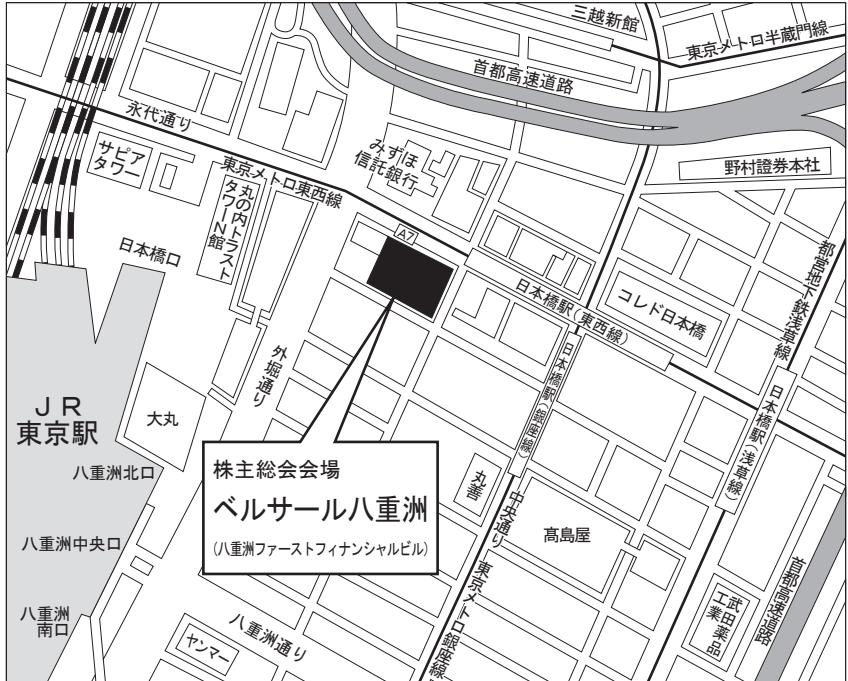 三越新館
東京メトロ半蔵門線
首都高速道路
永代通り
サピア
タワー
東京メトロ東西線
みずほ
信託銀行
野村證券本社
丸の内トラスト
タワーN館
A7
日本橋口
日本橋駅(東西線)
コレド日本橋
都営地下鉄浅草線
外堀通り
日本橋駅(銀座線)
日本橋駅(浅草線)
JR
東京駅
大丸
八重洲北口
株主総会会場
ベルサール八重洲
(八重洲ファーストフィナンシャルビル)
丸善
中央通り
髙島屋
八重洲中央口
首都高速道路
八重洲
南口
八重洲通り
ヤンマー
東京メトロ銀座線
武田薬品
工業